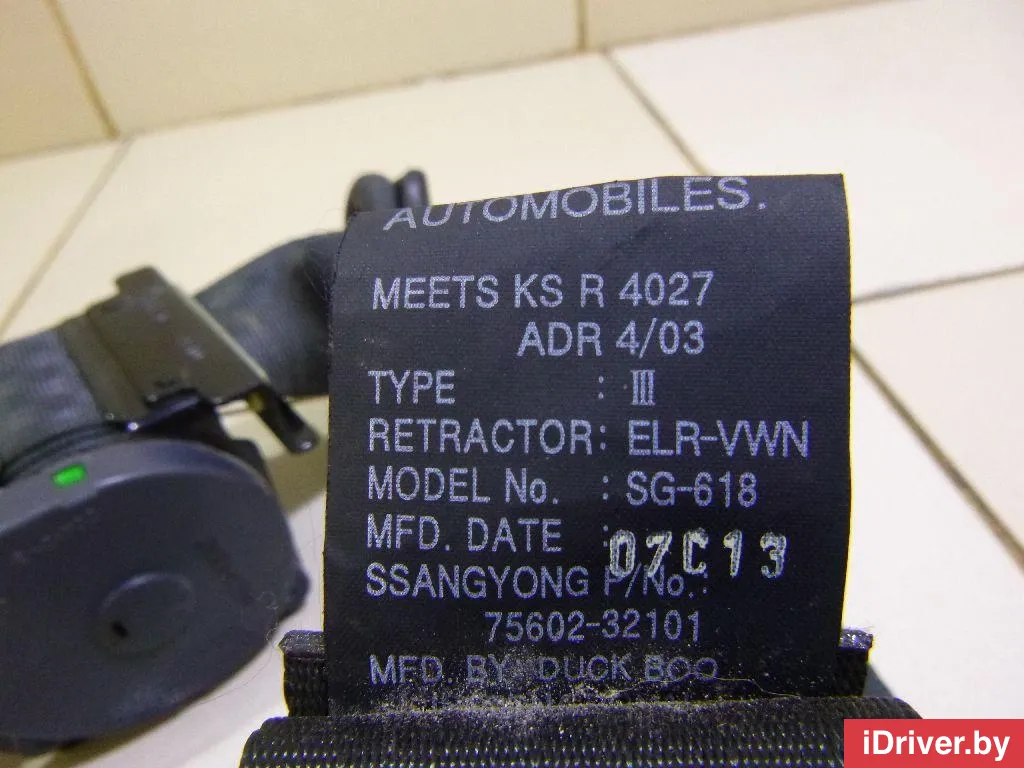 AUTOMOBILES.
MEETS KS R 4027
ADR 4/03
TYPE : III
RETRACTOR: ELR-VWN
MODEL No. : SG-618
MFD. DATE : 07C13
SSANGYONG P/No.:
75602-32101
MFD. BY DUCK BOO
iDriver.by